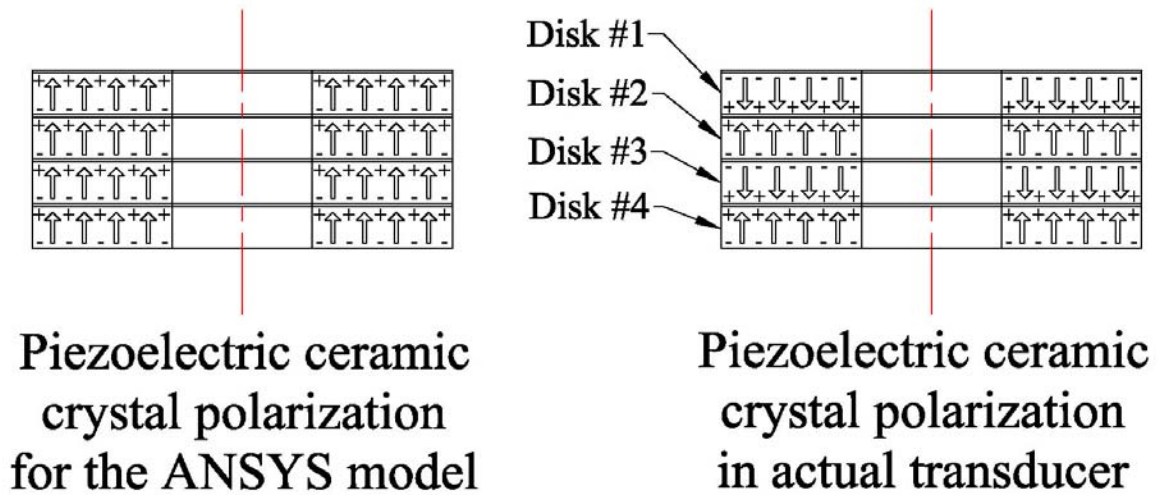 Disk #1
Disk #2
Disk #3
Disk #4
Piezoelectric ceramic
crystal polarization
for the ANSYS model
Piezoelectric ceramic
crystal polarization
in actual transducer